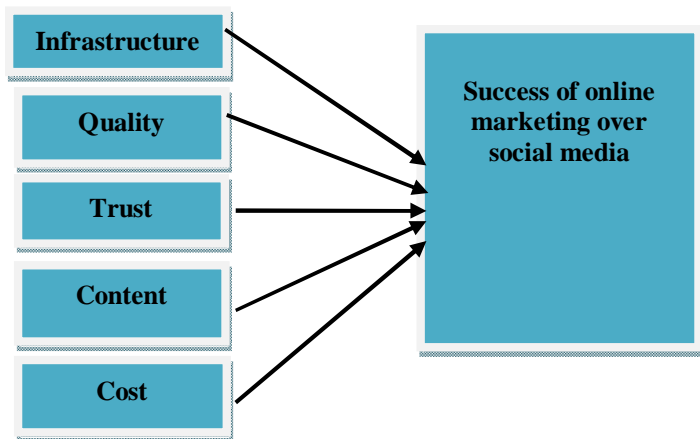 Infrastructure
Quality
Trust
Content
Cost
Success of online
marketing over
social media